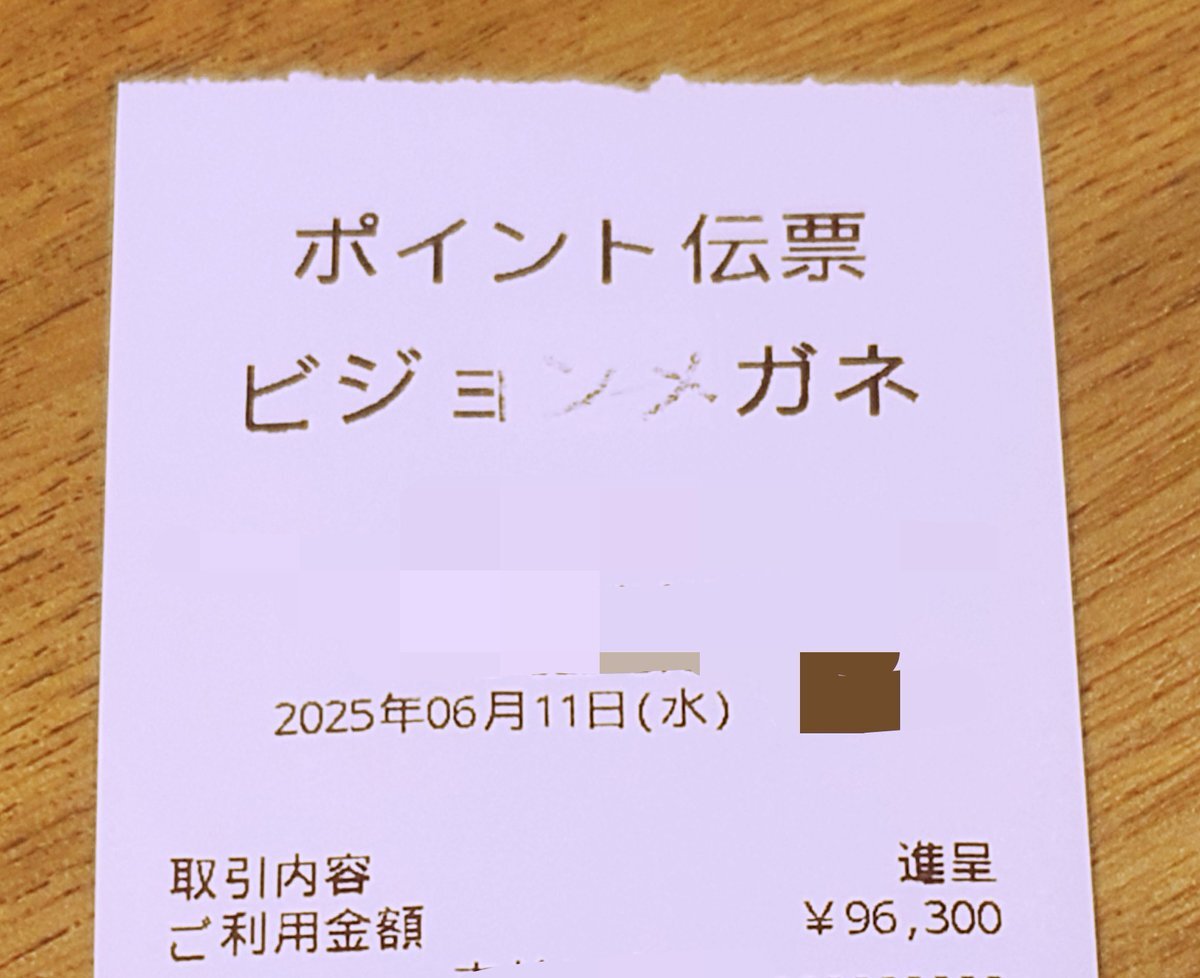 ポイント伝票
ビジョンメガネ
2025年06月11日(水)
取引内容 進呈
ご利用金額 ¥96,300